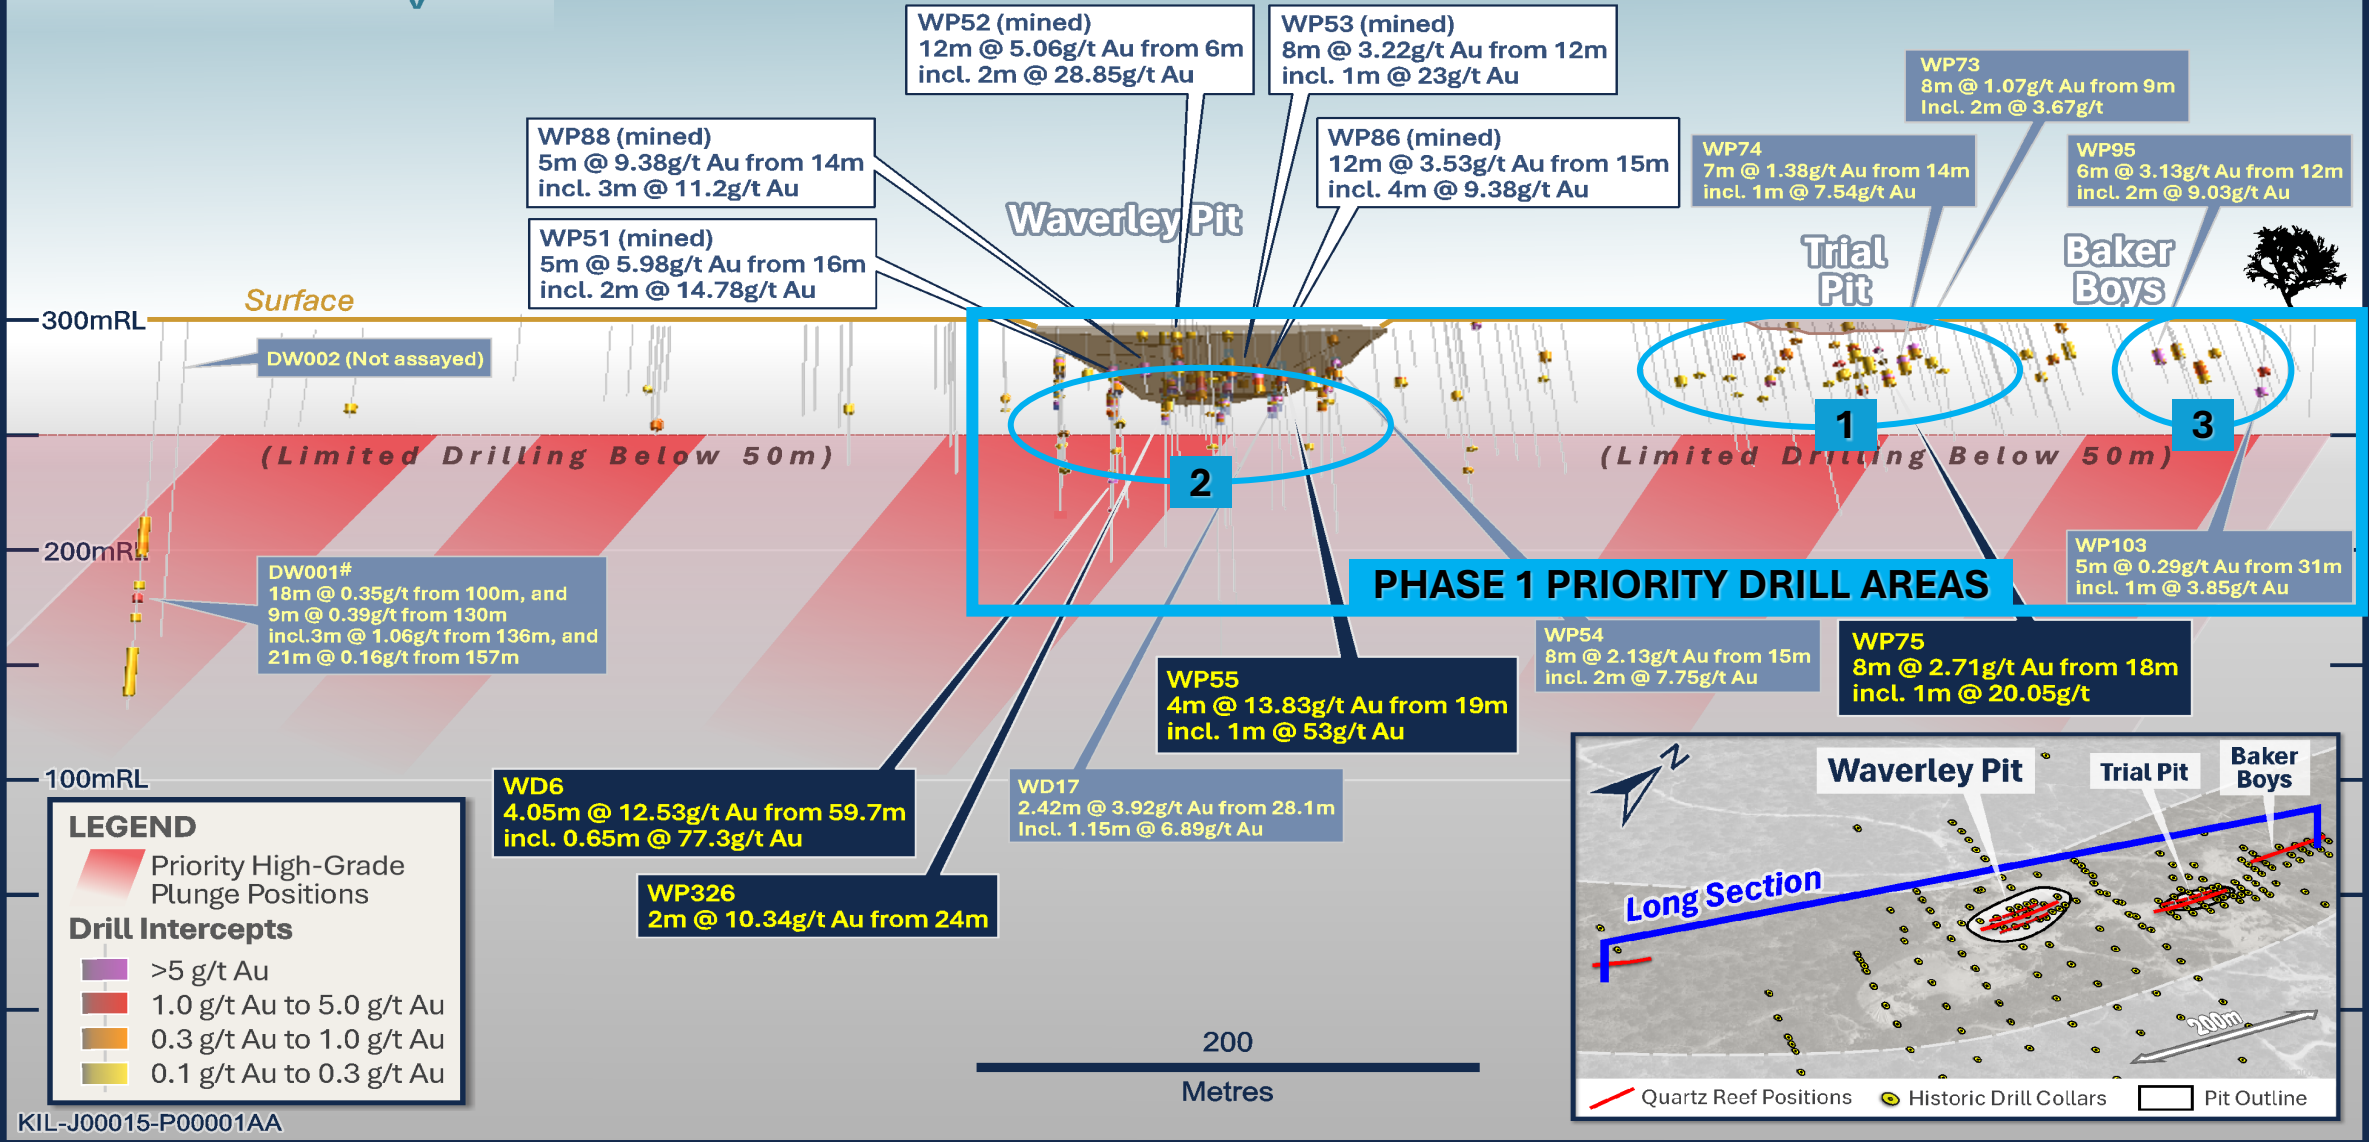 WP52 (mined)
12m @ 5.06g/t Au from 6m
incl. 2m @ 28.85g/t Au
WP53 (mined)
8m @ 3.22g/t Au from 12m
incl. 1m @ 23g/t Au
WP73
8m @ 1.07g/t Au from 9m
Incl. 2m @ 3.67g/t
WP88 (mined)
5m @ 9.38g/t Au from 14m
incl. 3m @ 11.2g/t Au
WP86 (mined)
12m @ 3.53g/t Au from 15m
incl. 4m @ 9.38g/t Au
WP74
7m @ 1.38g/t Au from 14m
incl. 1m @ 7.54g/t Au
WP95
6m @ 3.13g/t Au from 12m
incl. 2m @ 9.03g/t Au
WP51 (mined)
5m @ 5.98g/t Au from 16m
incl. 2m @ 14.78g/t Au
Waverley Pit
Trial
Pit
Baker
Boys
Surface
300mRL
DW002 (Not assayed)
1
3
(Limited Drilling Below 50m)
(Limited Drilling Below 50m)
2
200mRL
DW001#
18m @ 0.35g/t from 100m, and
9m @ 0.39g/t from 130m
incl.3m @ 1.06g/t from 136m, and
21m @ 0.16g/t from 157m
PHASE 1 PRIORITY DRILL AREAS
WP103
5m @ 0.29g/t Au from 31m
incl. 1m @ 3.85g/t Au
WP54
8m @ 2.13g/t Au from 15m
incl. 2m @ 7.75g/t Au
WP75
8m @ 2.71g/t Au from 18m
incl. 1m @ 20.05g/t
WP55
4m @ 13.83g/t Au from 19m
incl. 1m @ 53g/t Au
100mRL
WD6
4.05m @ 12.53g/t Au from 59.7m
incl. 0.65m @ 77.3g/t Au
WD17
2.42m @ 3.92g/t Au from 28.1m
Incl. 1.15m @ 6.89g/t Au
WP326
2m @ 10.34g/t Au from 24m
LEGEND
Priority High-Grade
Plunge Positions
Drill Intercepts
>5 g/t Au
1.0 g/t Au to 5.0 g/t Au
0.3 g/t Au to 1.0 g/t Au
0.1 g/t Au to 0.3 g/t Au
KIL-J00015-P00001AA
200
Metres
N
Waverley Pit
Trial Pit
Baker
Boys
Long Section
200m
Quartz Reef Positions
Historic Drill Collars
Pit Outline